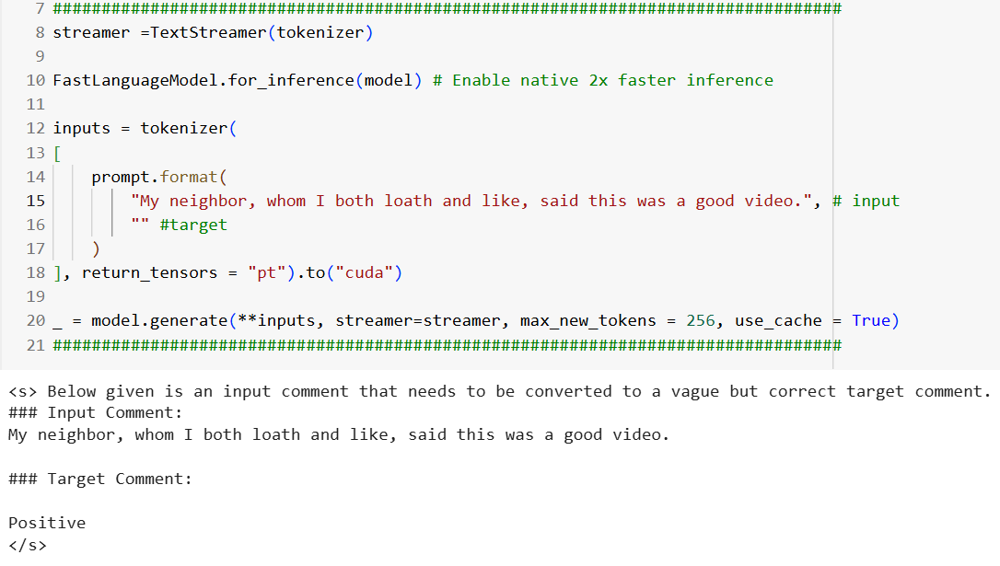 7 #################################################################################
8 streamer =TextStreamer(tokenizer)
9
10 FastLanguageModel.for_inference(model) # Enable native 2x faster inference
11
12 inputs = tokenizer(
13 [
14     prompt.format(
15         "My neighbor, whom I both loath and like, said this was a good video.", # input
16         "" #target
17     )
18 ], return_tensors = "pt").to("cuda")
19
20 _ = model.generate(**inputs, streamer=streamer, max_new_tokens = 256, use_cache = True)
21 #################################################################################
<s> Below given is an input comment that needs to be converted to a vague but correct target comment.
### Input Comment:
My neighbor, whom I both loath and like, said this was a good video.

### Target Comment:

Positive
</s>